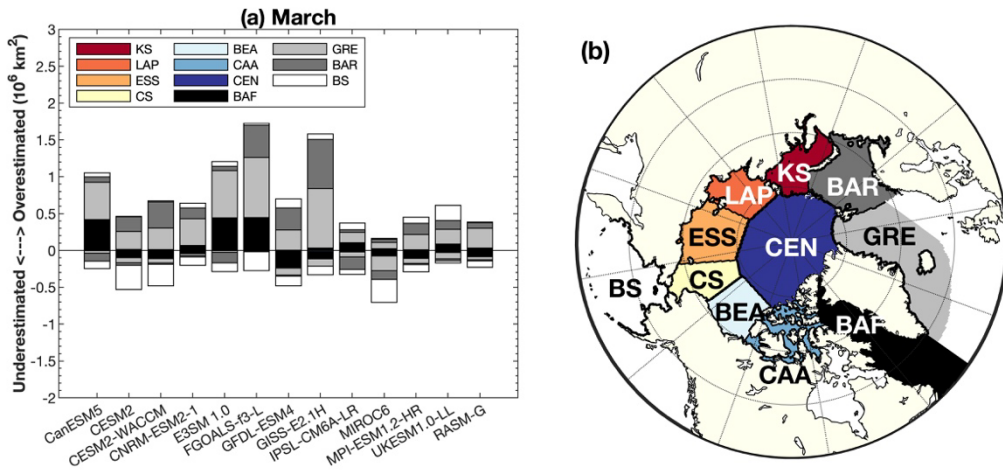 (a) March
Underestimated <---> Overestimated (10⁶ km²)
3
2.5
2
1.5
1
0.5
0
-0.5
-1
-1.5
-2
KS
LAP
ESS
CS
BEA
CAA
CEN
BAF
GRE
BAR
BS
CanESM5
CESM2
CESM2-WACCM
CNRM-ESM2-1
E3SM 1.0
FGOALS-f3-L
GFDL-ESM4
GISS-E2.1H
IPSL-CM6A-LR
MIROC6
MPI-ESM1.2-HR
UKESM1.0-LL
RASM-G
(b)
KS
BAR
LAP
GRE
ESS
CEN
CS
BS
BEA
BAF
CAA